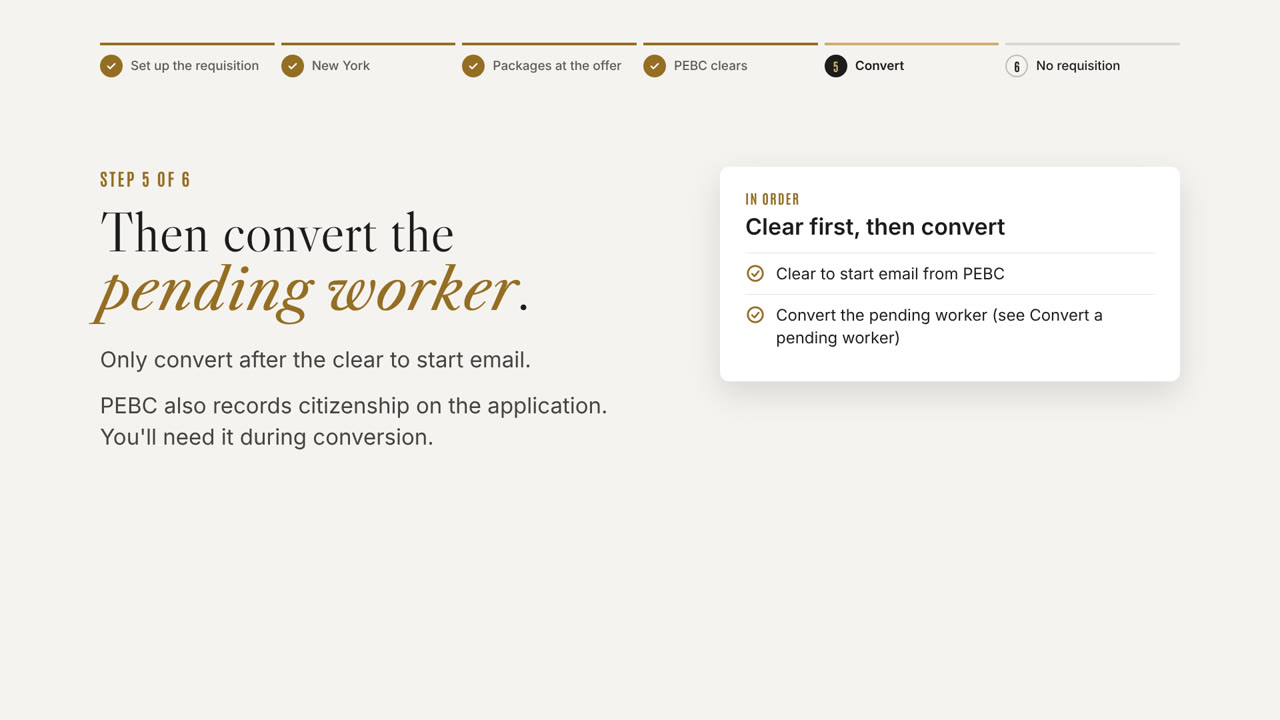 Set up the requisition
New York
Packages at the offer
PEBC clears
5 Convert
6 No requisition
STEP 5 OF 6
Then convert the
pending worker.
Only convert after the clear to start email.
PEBC also records citizenship on the application.
You'll need it during conversion.
IN ORDER
Clear first, then convert
Clear to start email from PEBC
Convert the pending worker (see Convert a
pending worker)